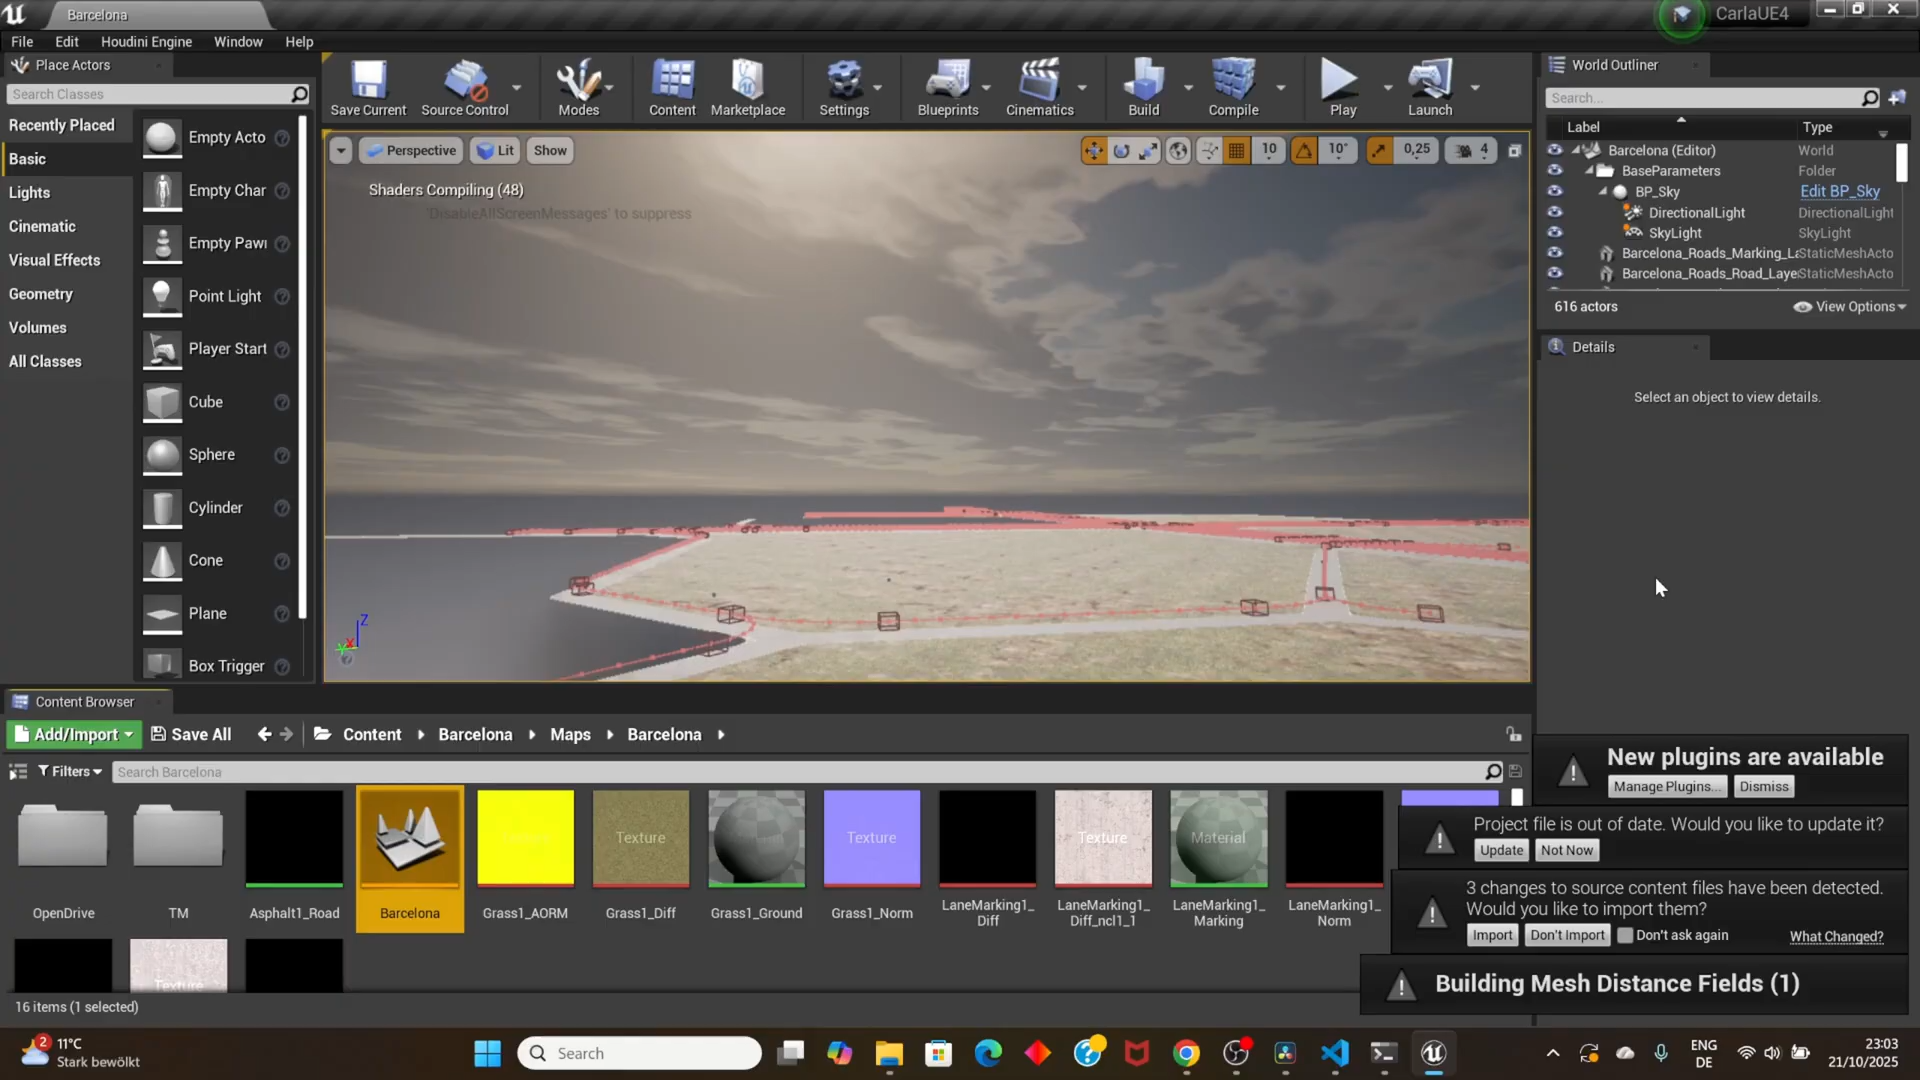 Barcelona
CarlaUE4
File Edit Houdini Engine Window Help
Place Actors
Search Classes
Recently Placed
Basic
Lights
Cinematic
Visual Effects
Geometry
Volumes
All Classes
Empty Acto
Empty Char
Empty Pawn
Point Light
Player Start
Cube
Sphere
Cylinder
Cone
Plane
Box Trigger
Save Current
Source Control
Modes
Content
Marketplace
Settings
Blueprints
Cinematics
Build
Compile
Play
Launch
Perspective
Lit
Show
10
10°
0,25
4
Shaders Compiling (48)
'DisableAllScreenMessages' to suppress
Z
X
Y
World Outliner
Search...
Label Type
Barcelona (Editor) World
BaseParameters Folder
BP_Sky Edit BP_Sky
DirectionalLight DirectionalLight
SkyLight SkyLight
Barcelona_Roads_Marking_La StaticMeshActo
Barcelona_Roads_Road_Laye StaticMeshActo
616 actors
View Options
Details
Select an object to view details.
Content Browser
Add/Import
Save All
Content
Barcelona
Maps
Barcelona
Filters
Search Barcelona
OpenDrive
TM
Asphalt1_Road
Barcelona
Grass1_AORM
Texture
Grass1_Diff
Grass1_Ground
Texture
Grass1_Norm
LaneMarking1_
Diff
Texture
LaneMarking1_
Diff_ncl1_1
Material
LaneMarking1_
Marking
LaneMarking1_
Norm
Texture
16 items (1 selected)
New plugins are available
Manage Plugins...
Dismiss
Project file is out of date. Would you like to update it?
Update
Not Now
3 changes to source content files have been detected.
Would you like to import them?
Import
Don't Import
Don't ask again
What Changed?
Building Mesh Distance Fields (1)
2
11°C
Stark bewölkt
Search
ENG
DE
23:03
21/10/2025